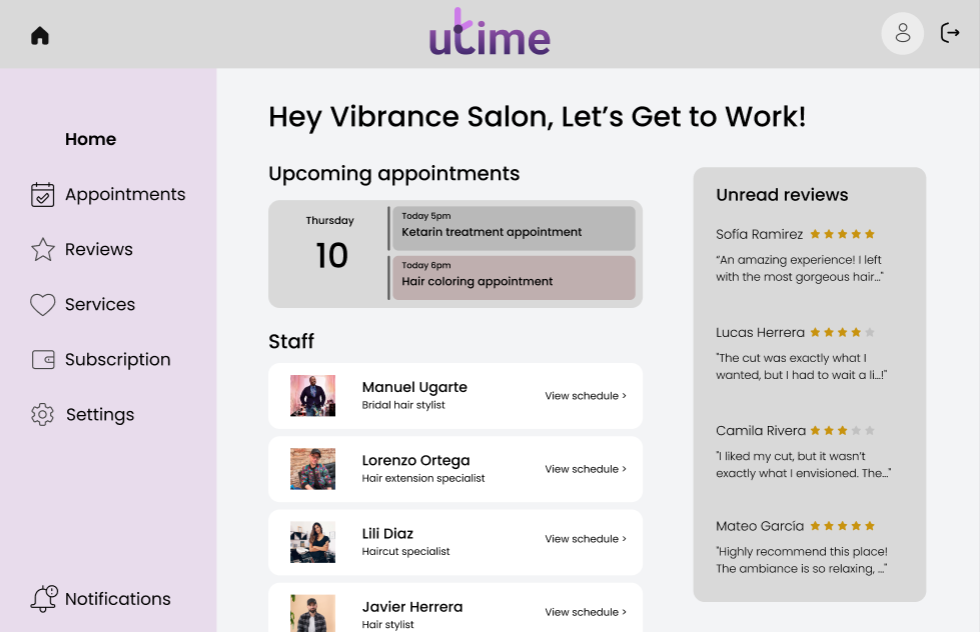 utime
Home
Appointments
Reviews
Services
Subscription
Settings
Notifications
Hey Vibrance Salon, Let’s Get to Work!
Upcoming appointments
Thursday
10
Today 5pm
Ketarin treatment appointment
Today 6pm
Hair coloring appointment
Staff
Manuel Ugarte
Bridal hair stylist
View schedule >
Lorenzo Ortega
Hair extension specialist
View schedule >
Lili Diaz
Haircut specialist
View schedule >
Javier Herrera
Hair stylist
View schedule >
Unread reviews
Sofía Ramirez
“An amazing experience! I left
with the most gorgeous hair..."
Lucas Herrera
"The cut was exactly what I
wanted, but I had to wait a li...!"
Camila Rivera
"I liked my cut, but it wasn’t
exactly what I envisioned. The..."
Mateo García
"Highly recommend this place!
The ambiance is so relaxing, ..."